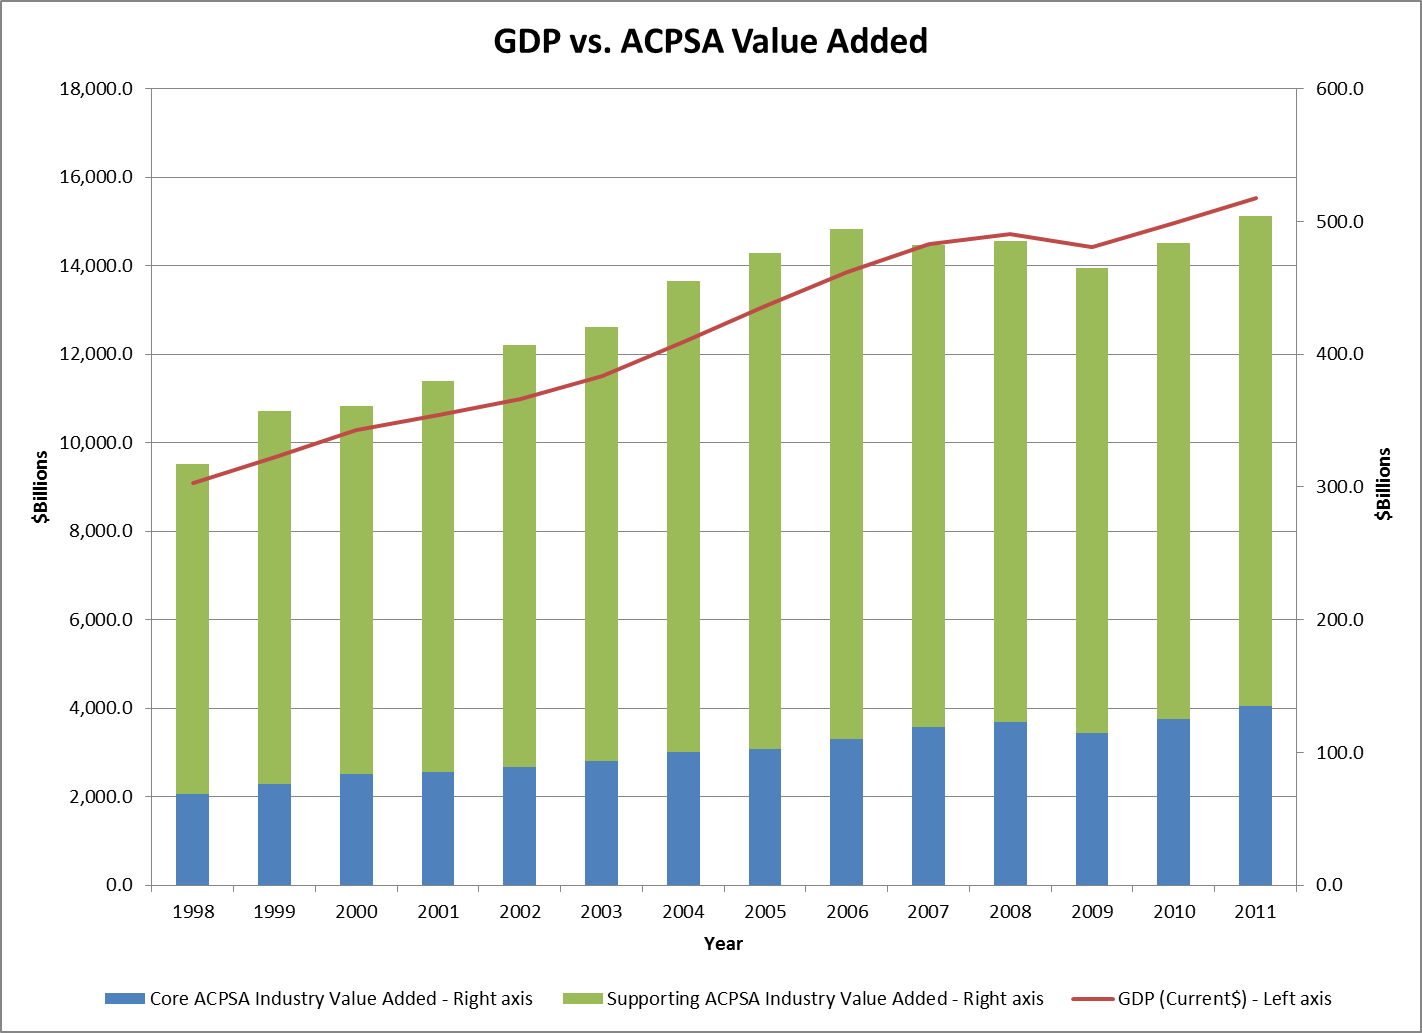 GDP vs. ACPSA Value Added
18,000.0
16,000.0
14,000.0
12,000.0
10,000.0
8,000.0
6,000.0
4,000.0
2,000.0
0.0
$Billions
600.0
500.0
400.0
300.0
200.0
100.0
0.0
$Billions
1998 1999 2000 2001 2002 2003 2004 2005 2006 2007 2008 2009 2010 2011
Year
Core ACPSA Industry Value Added - Right axis Supporting ACPSA Industry Value Added - Right axis GDP (Current$) - Left axis